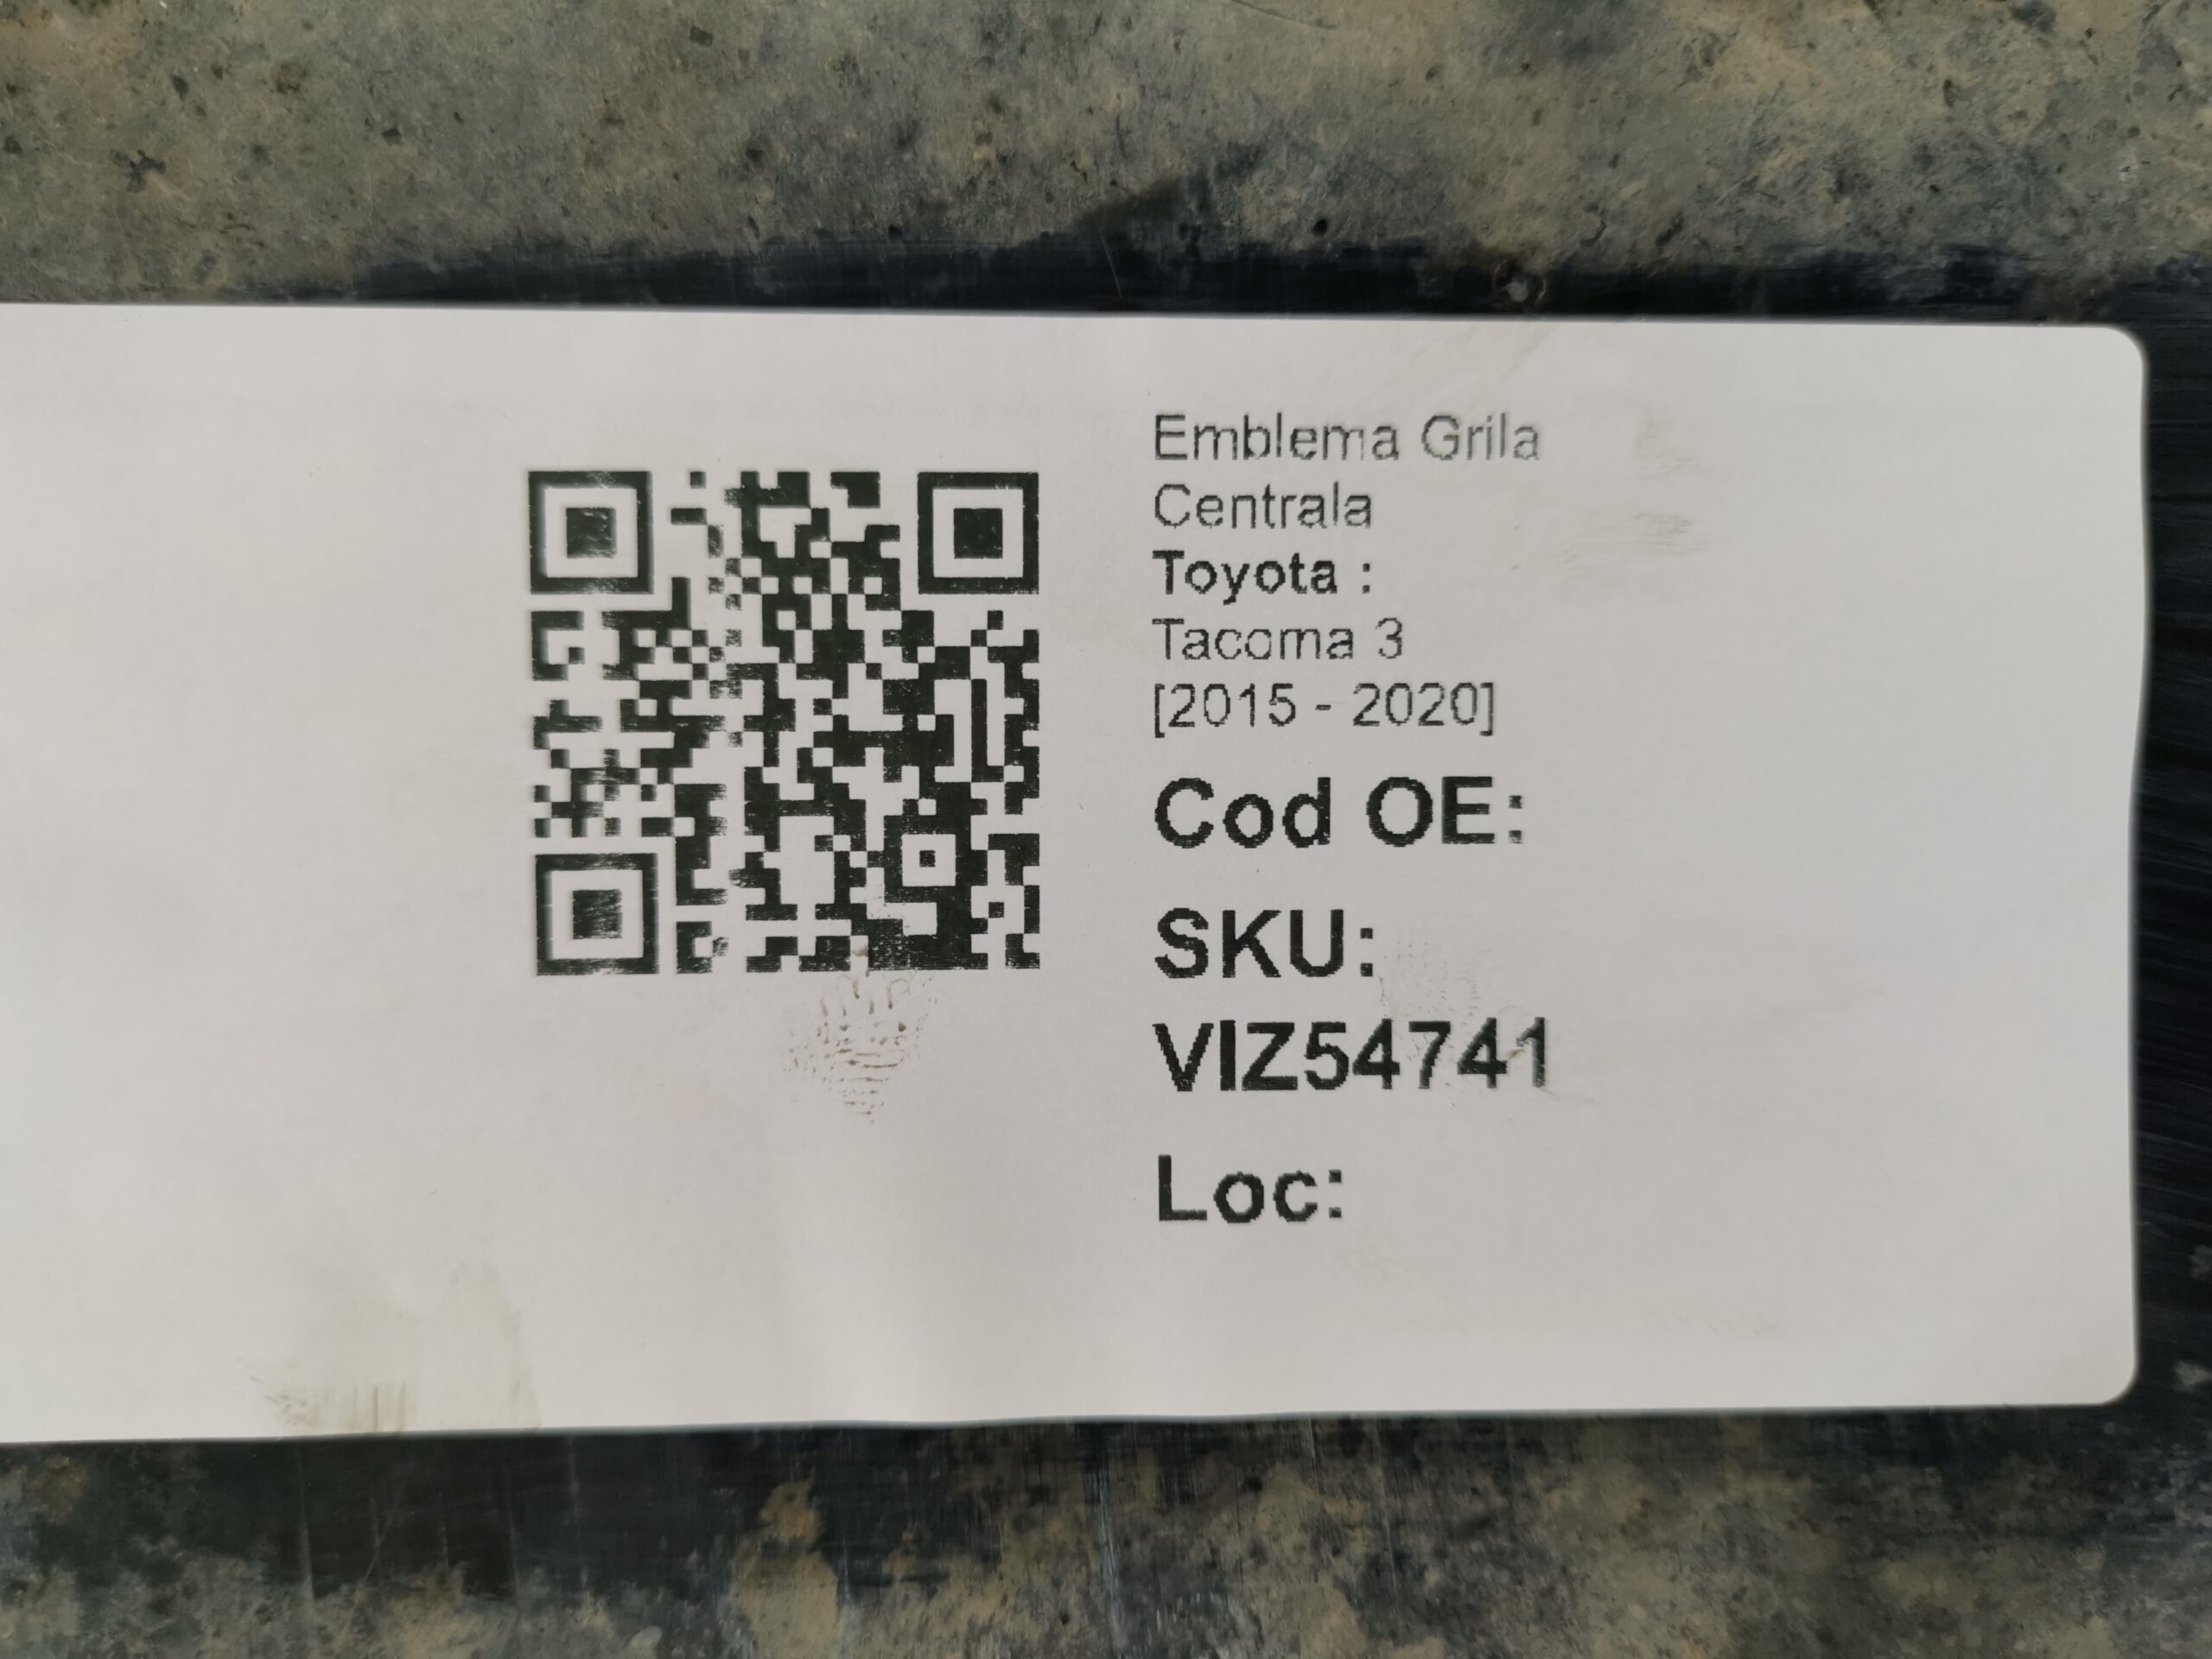 Emblema Grila
Centrala
Toyota :
Tacoma 3
[2015 - 2020]
Cod OE:
SKU:
VIZ54741
Loc: